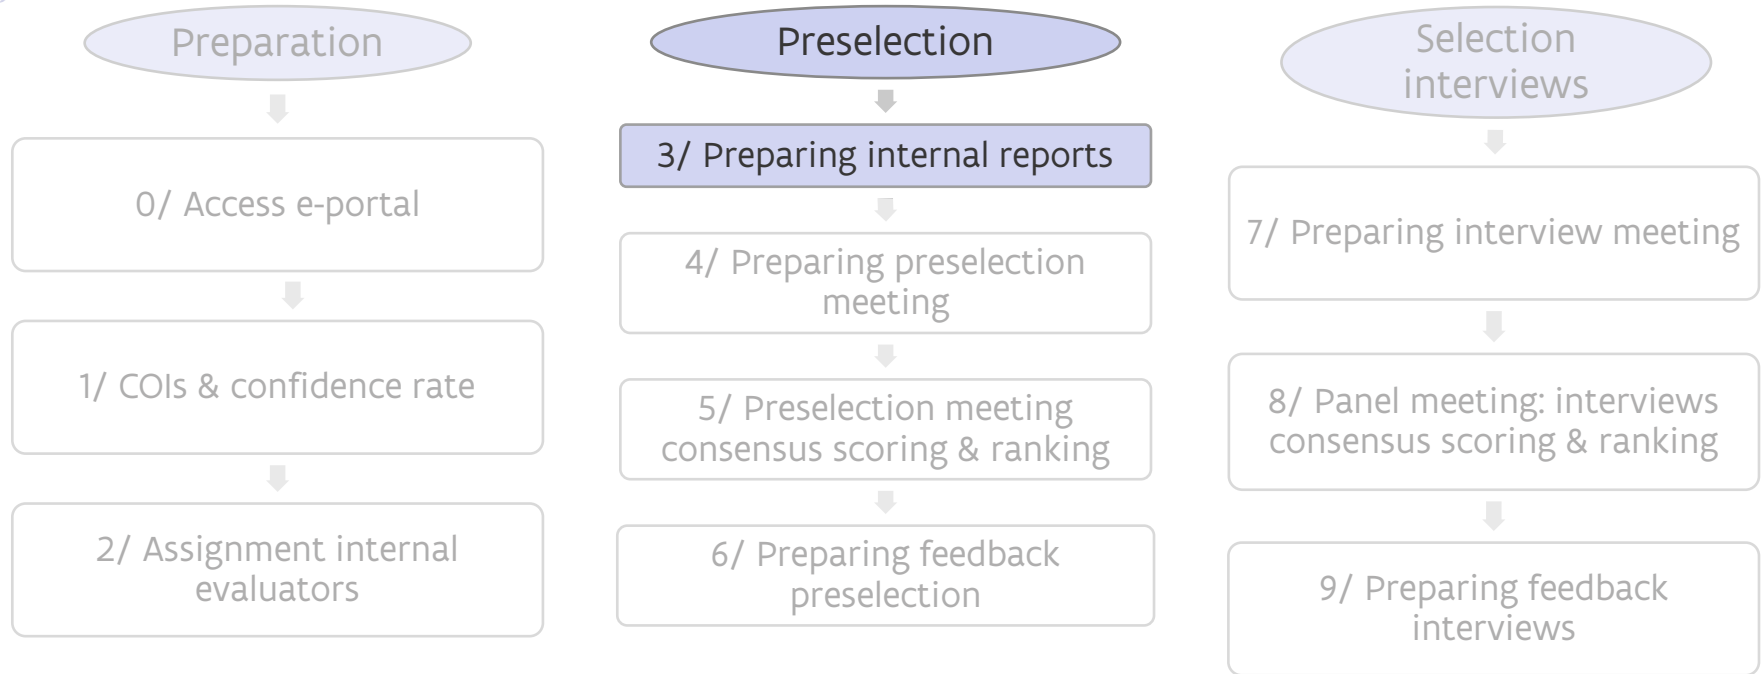 Preparation
0/ Access e-portal
1/ COIs & confidence rate
2/ Assignment internal
evaluators
Preselection
3/ Preparing internal reports
4/ Preparing preselection
meeting
5/ Preselection meeting
consensus scoring & ranking
6/ Preparing feedback
preselection
Selection
interviews
7/ Preparing interview meeting
8/ Panel meeting: interviews
consensus scoring & ranking
9/ Preparing feedback
interviews